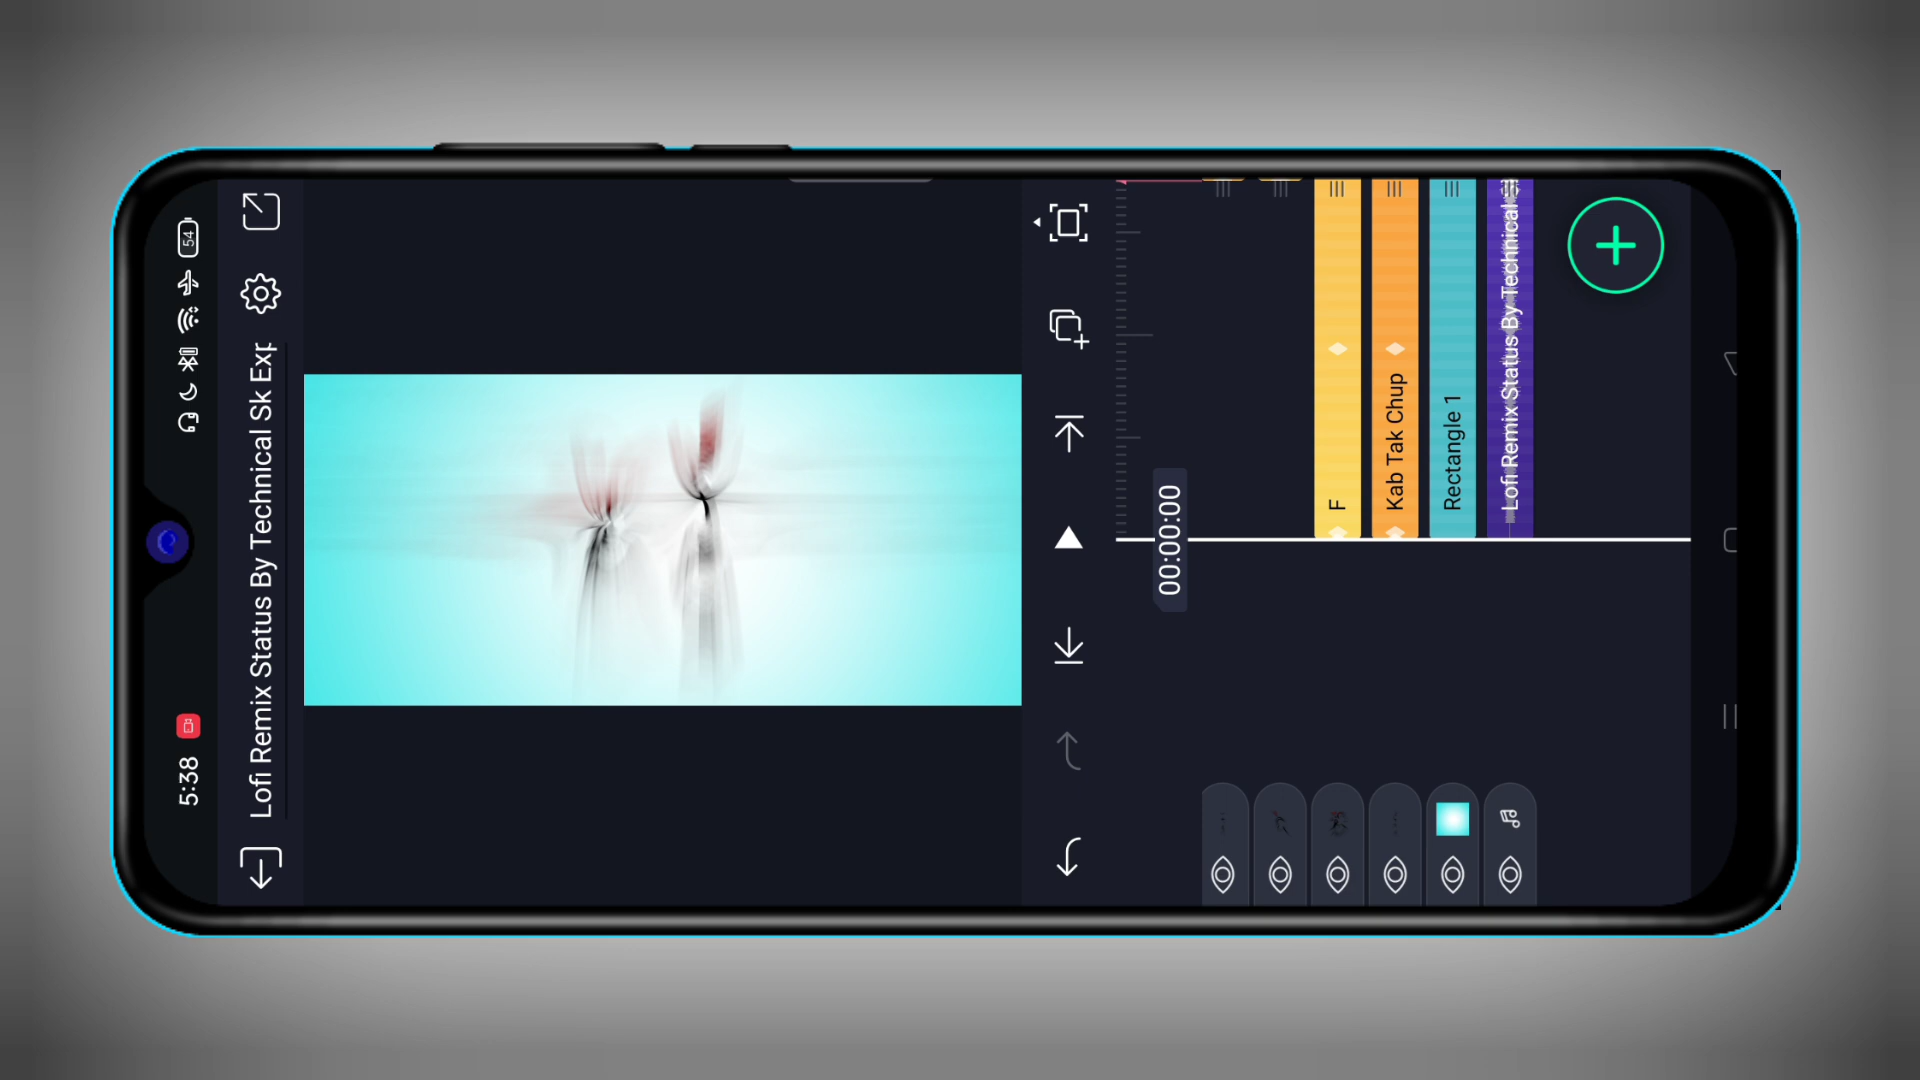 5:38
54
Lofi Remix Status By Technical Sk Exp
00:00:00
F
Kab Tak Chup
Rectangle 1
Lofi Remix Status By Technical S